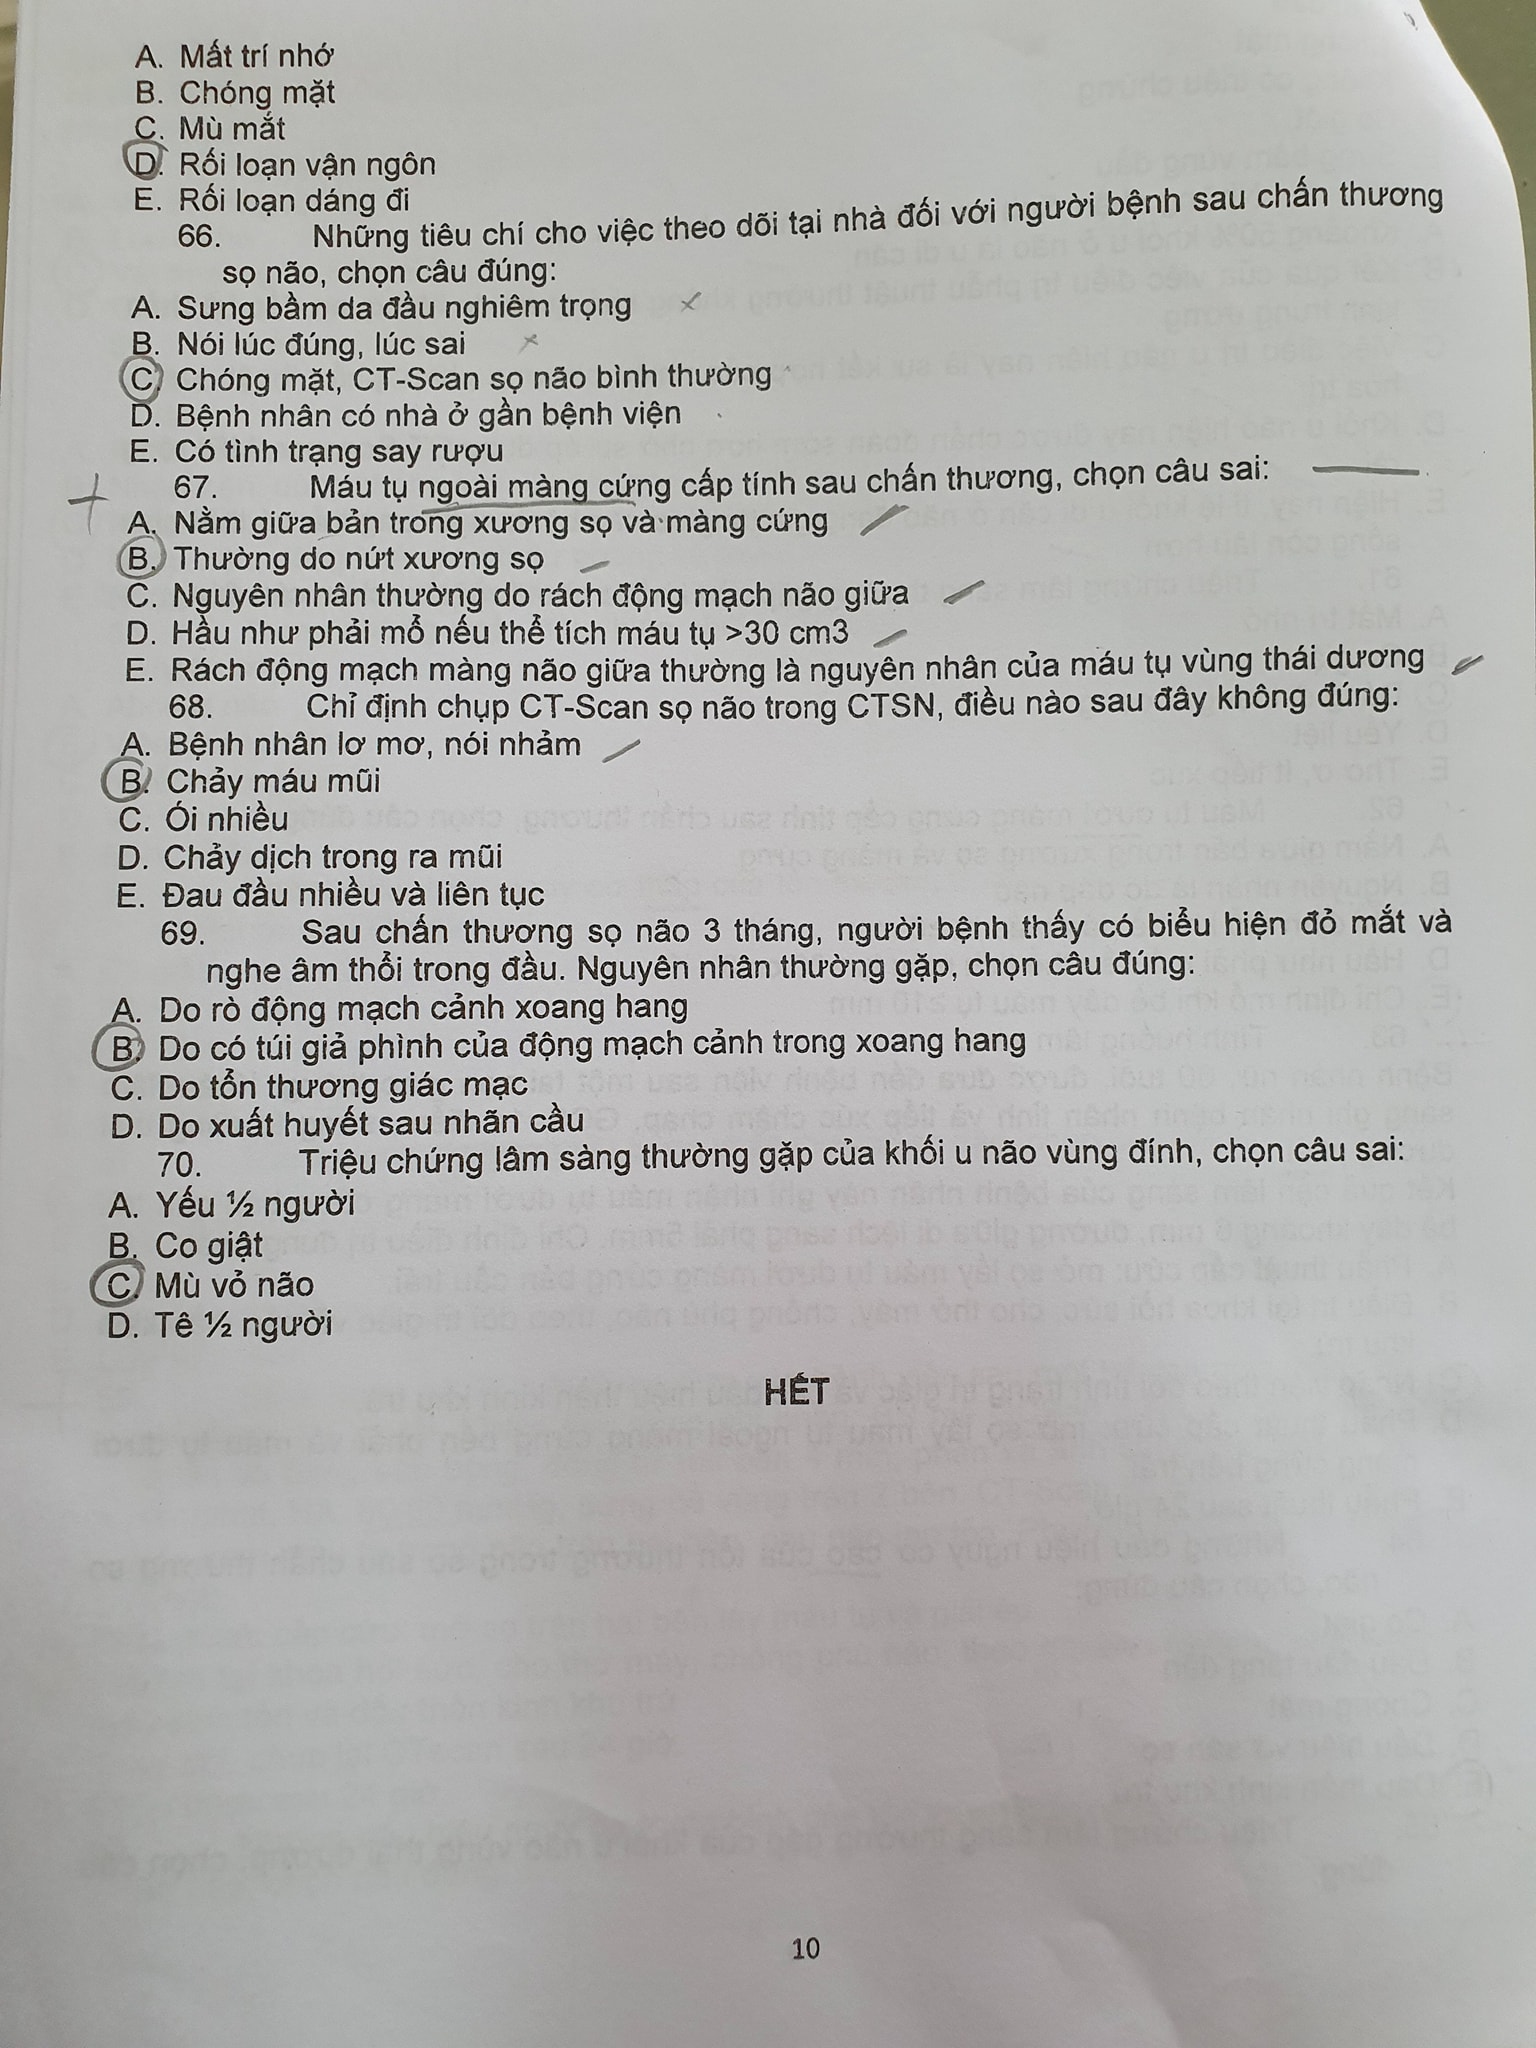 A. Mất trí nhớ
B. Chóng mặt
C. Mù mắt
D. Rối loạn vận ngôn
E. Rối loạn dáng đi
66. Những tiêu chí cho việc theo dõi tại nhà đối với người bệnh sau chấn thương
sọ não, chọn câu đúng:
A. Sưng bầm da đầu nghiêm trọng
B. Nói lúc đúng, lúc sai
C. Chóng mặt, CT-Scan sọ não bình thường
D. Bệnh nhân có nhà ở gần bệnh viện
E. Có tình trạng say rượu
67. Máu tụ ngoài màng cứng cấp tính sau chấn thương, chọn câu sai:
A. Nằm giữa bản trong xương sọ và màng cứng
B. Thường do nứt xương sọ
C. Nguyên nhân thường do rách động mạch não giữa
D. Hầu như phải mổ nếu thể tích máu tụ >30 cm3
E. Rách động mạch màng não giữa thường là nguyên nhân của máu tụ vùng thái dương
68. Chỉ định chụp CT-Scan sọ não trong CTSN, điều nào sau đây không đúng:
A. Bệnh nhân lơ mơ, nói nhảm
B. Chảy máu mũi
C. Ói nhiều
D. Chảy dịch trong ra mũi
E. Đau đầu nhiều và liên tục
69. Sau chấn thương sọ não 3 tháng, người bệnh thấy có biểu hiện đỏ mắt và
nghe âm thổi trong đầu. Nguyên nhân thường gặp, chọn câu đúng:
A. Do rò động mạch cảnh xoang hang
B. Do có túi giả phình của động mạch cảnh trong xoang hang
C. Do tổn thương giác mạc
D. Do xuất huyết sau nhãn cầu
70. Triệu chứng lâm sàng thường gặp của khối u não vùng đính, chọn câu sai:
A. Yếu ½ người
B. Co giật
C. Mù vỏ não
D. Tê ½ người
HẾT
10